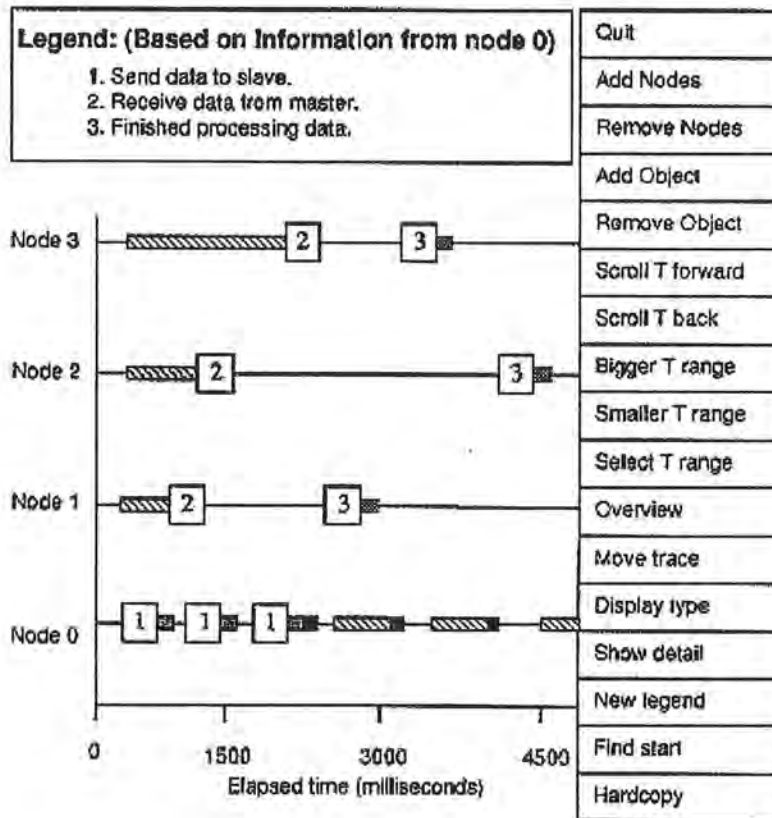 Legend: (Based on Information from node 0)
1. Send data to slave.
2. Receive data from master.
3. Finished processing data.
Node 3
2
3
Node 2
2
3
Node 1
2
3
Node 0
1
1
1
0
1500
3000
4500
Elapsed time (milliseconds)
Quit
Add Nodes
Remove Nodes
Add Object
Remove Object
Scroll T forward
Scroll T back
Bigger T range
Smaller T range
Select T range
Overview
Move trace
Display type
Show detail
New legend
Find start
Hardcopy